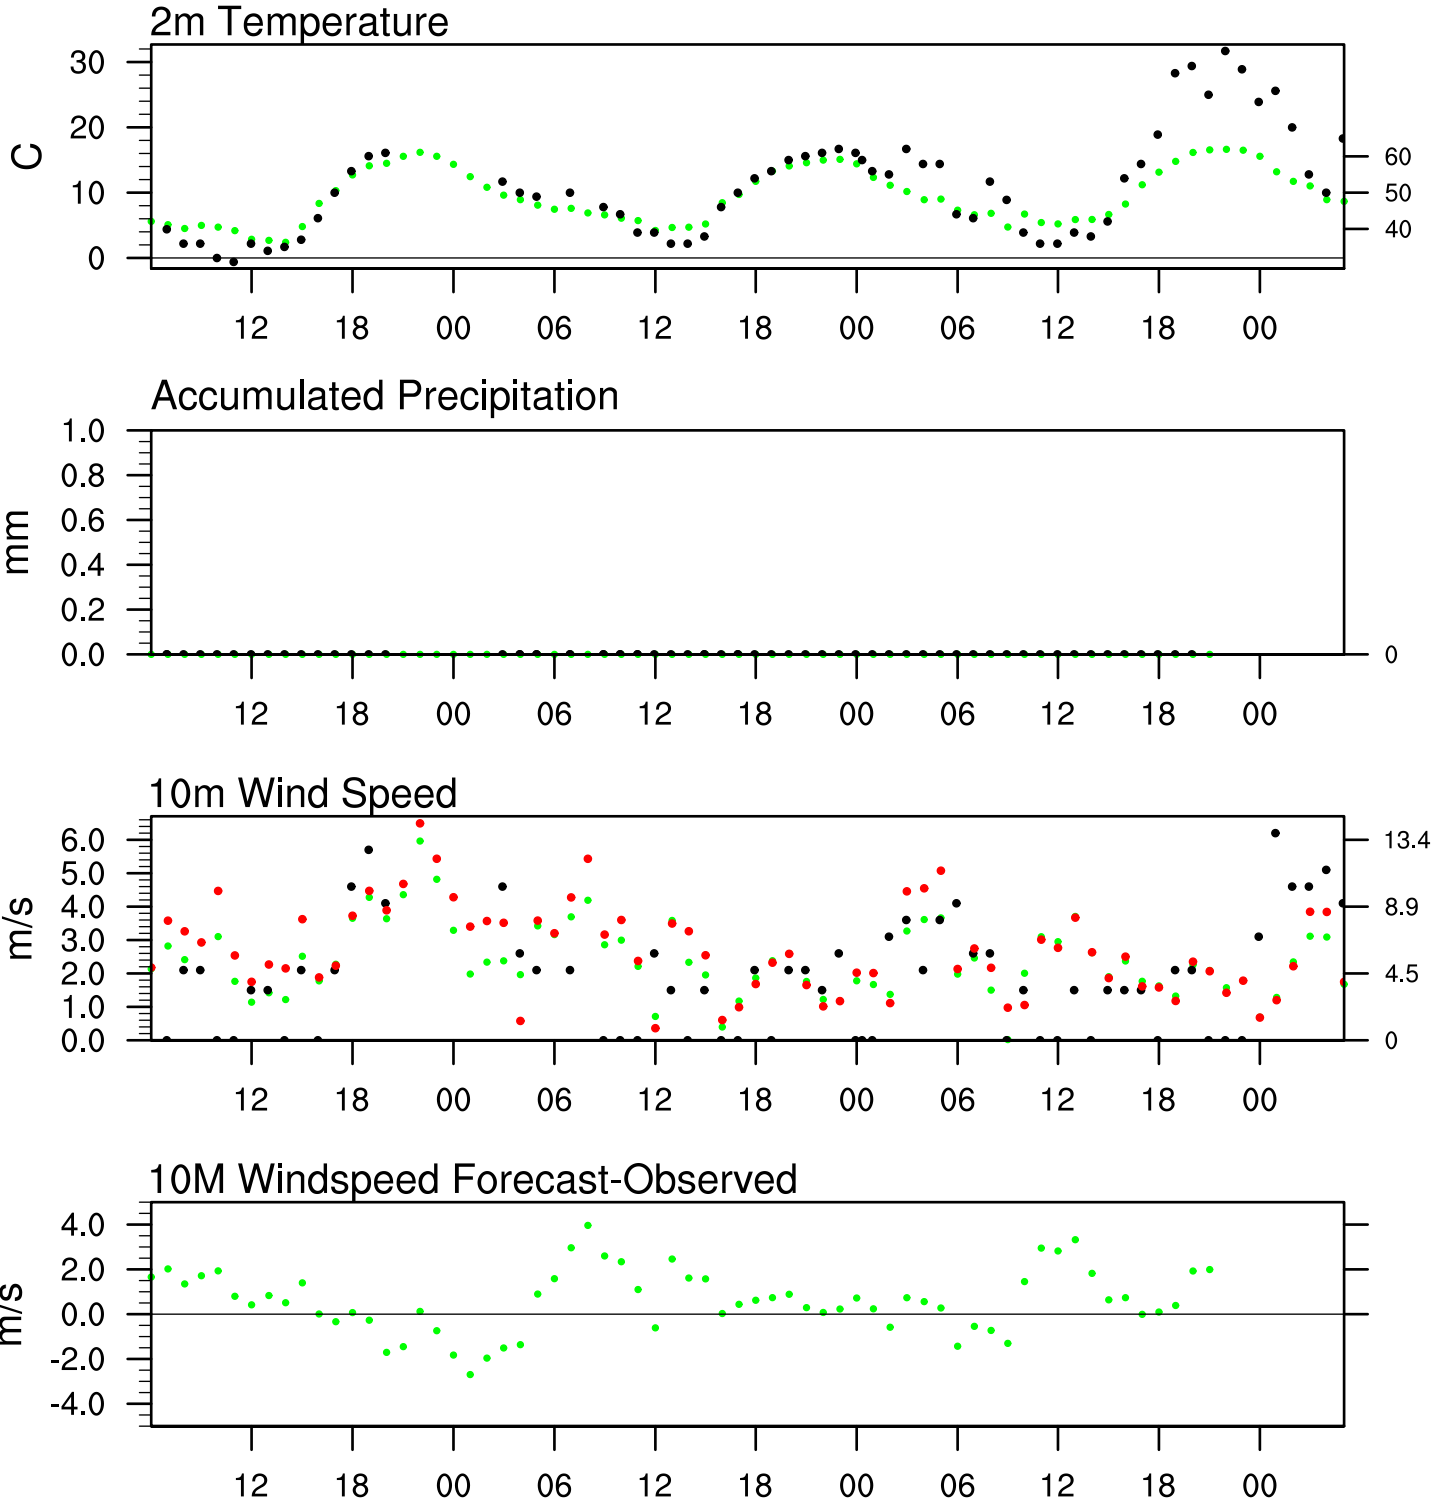 2m Temperature
30
20
10
0
C
60
50
40
12 18 00 06 12 18 00 06 12 18 00
Accumulated Precipitation
1.0
0.8
0.6
0.4
0.2
0.0
mm
0
12 18 00 06 12 18 00 06 12 18 00
10m Wind Speed
6.0
5.0
4.0
3.0
2.0
1.0
0.0
m/s
13.4
8.9
4.5
0
12 18 00 06 12 18 00 06 12 18 00
10M Windspeed Forecast-Observed
4.0
2.0
0.0
-2.0
-4.0
m/s
12 18 00 06 12 18 00 06 12 18 00